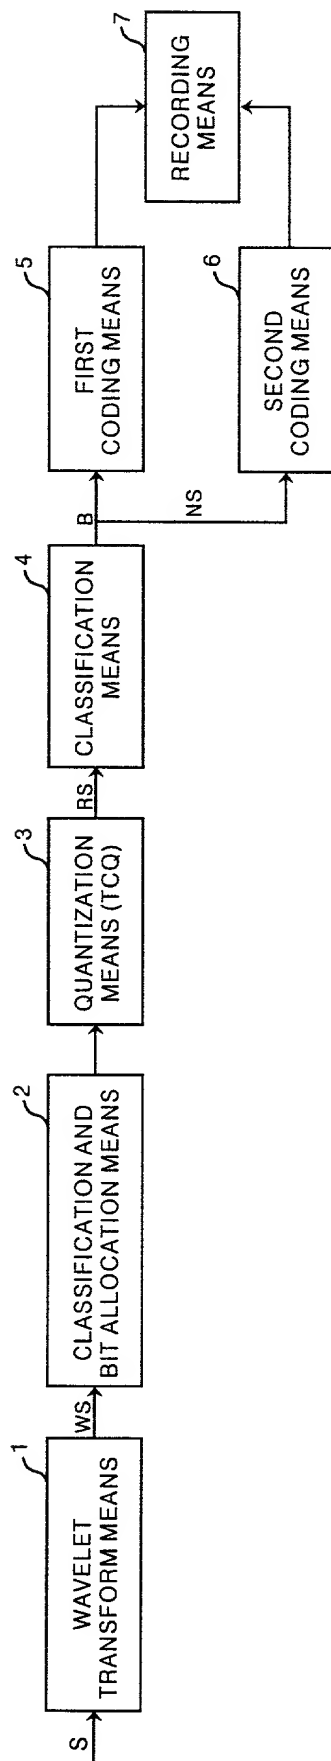 S
1
WAVELET
TRANSFORM MEANS
WS
2
CLASSIFICATION AND
BIT ALLOCATION MEANS
3
QUANTIZATION
MEANS (TCQ)
RS
4
CLASSIFICATION
MEANS
B
NS
5
FIRST
CODING MEANS
6
SECOND
CODING MEANS
7
RECORDING
MEANS